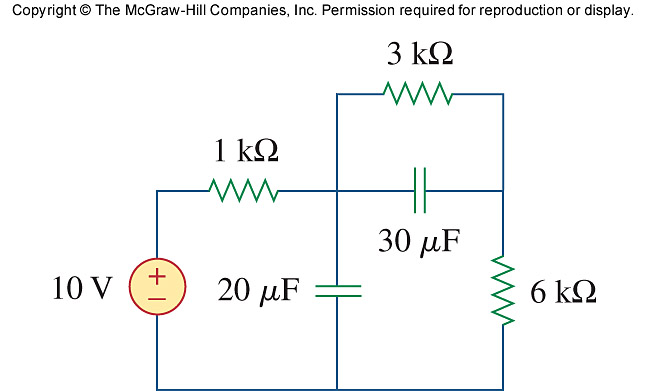 Copyright © The McGraw-Hill Companies, Inc. Permission required for reproduction or display.
3 kΩ
1 kΩ
30 μF
10 V
+
−
20 μF
6 kΩ